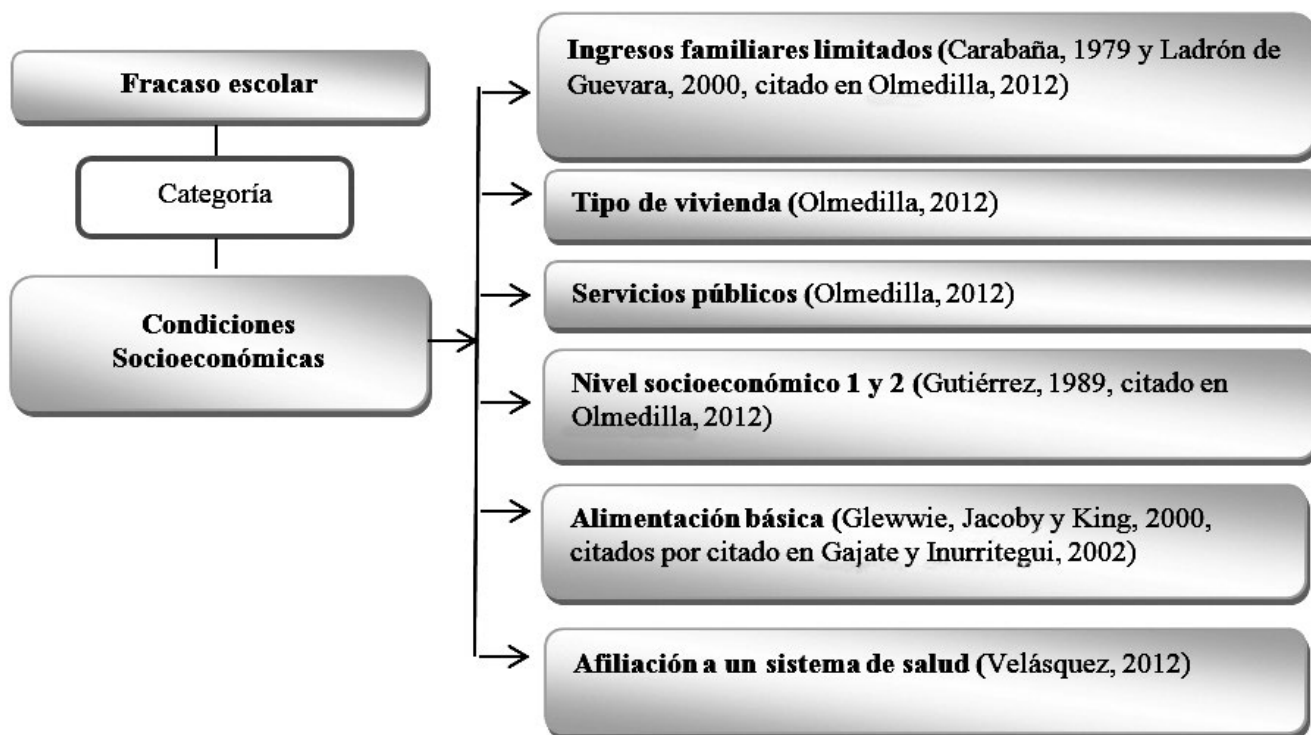 Fracaso escolar
Categoría
Condiciones
Socioeconómicas
Ingresos familiares limitados (Carabaña, 1979 y Ladrón de
Guevara, 2000, citado en Olmedilla, 2012)
Tipo de vivienda (Olmedilla, 2012)
Servicios públicos (Olmedilla, 2012)
Nivel socioeconómico 1 y 2 (Gutiérrez, 1989, citado en
Olmedilla, 2012)
Alimentación básica (Glewwie, Jacoby y King, 2000,
citados por citado en Gajate y Inurritegui, 2002)
Afiliación a un sistema de salud (Velásquez, 2012)